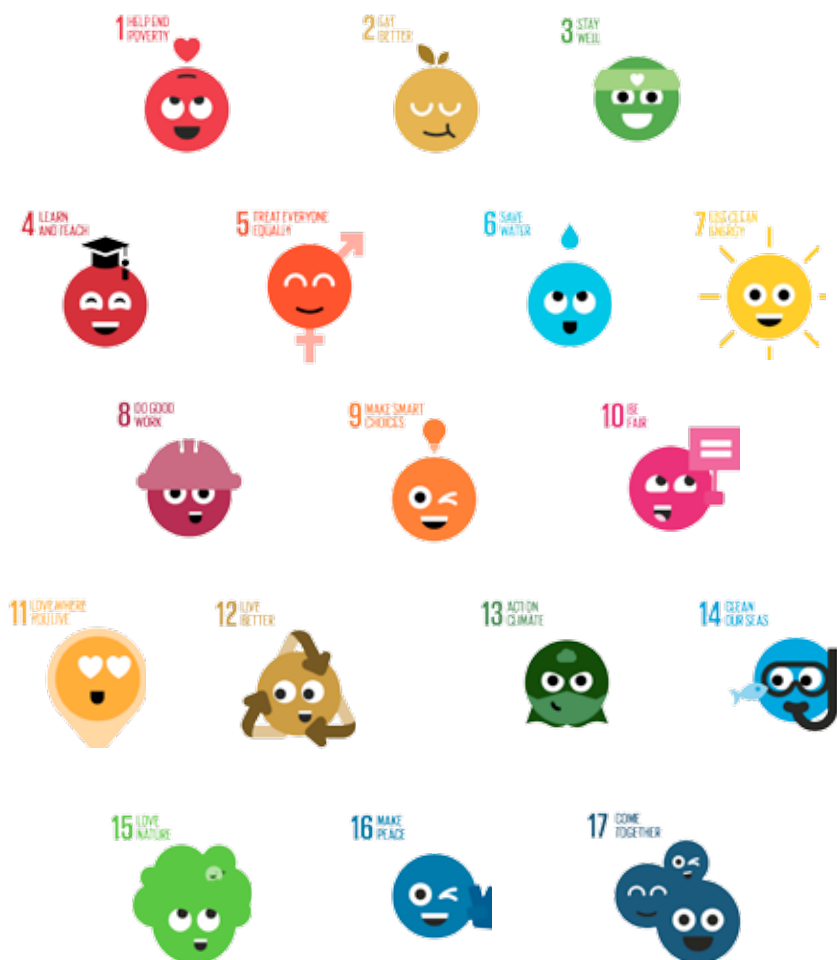 1 HELP END
POVERTY
2 EAT
BETTER
3 STAY
WELL
4 LEARN
AND TEACH
5 TREAT EVERYONE
EQUALLY
6 SAVE
WATER
7 USE CLEAN
ENERGY
8 DO GOOD
WORK
9 MAKE SMART
CHOICES
10 BE
FAIR
11 LOVE WHERE
YOU LIVE
12 LIVE
BETTER
13 ACT ON
CLIMATE
14 CLEAN
OUR SEAS
15 LOVE
NATURE
16 MAKE
PEACE
17 COME
TOGETHER